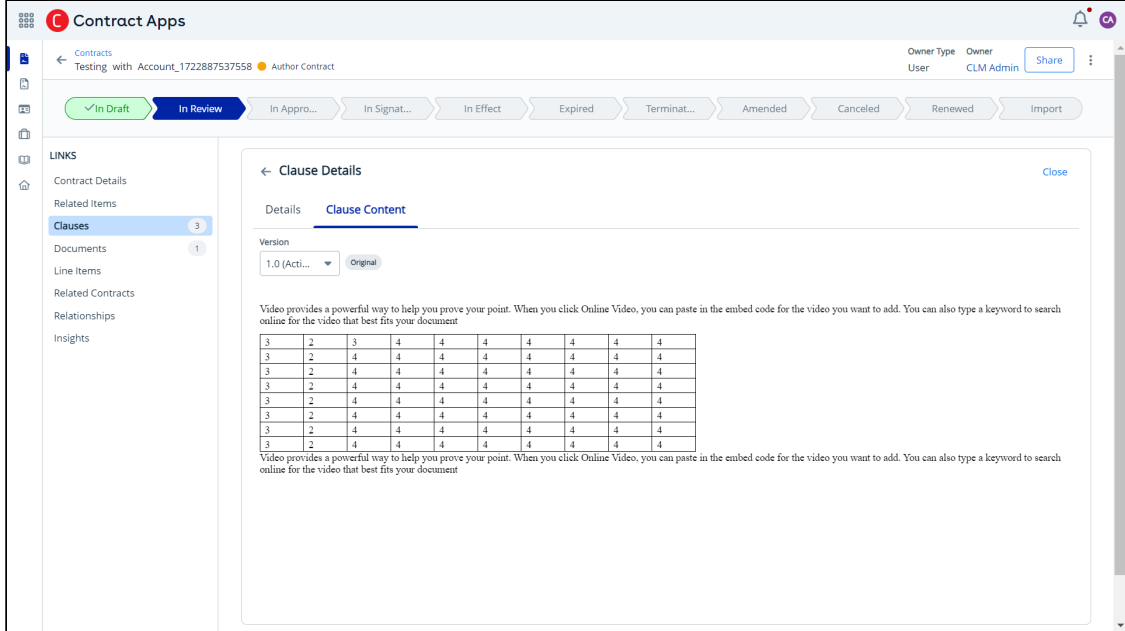 C Contract Apps
CA
Contracts
Testing with Account_1722887537558 Author Contract
Owner Type Owner
User CLM Admin
Share
In Draft In Review In Appro... In Signat... In Effect Expired Terminat... Amended Canceled Renewed Import
LINKS
Contract Details
Related Items
Clauses 3
Documents 1
Line Items
Related Contracts
Relationships
Insights
Clause Details
Close
Details Clause Content
Version
1.0 (Acti... Original
Video provides a powerful way to help you prove your point. When you click Online Video, you can paste in the embed code for the video you want to add. You can also type a keyword to search
online for the video that best fits your document
3 2 3 4 4 4 4 4 4 4
3 2 4 4 4 4 4 4 4 4
3 2 4 4 4 4 4 4 4 4
3 2 4 4 4 4 4 4 4 4
3 2 4 4 4 4 4 4 4 4
3 2 4 4 4 4 4 4 4 4
3 2 4 4 4 4 4 4 4 4
3 2 4 4 4 4 4 4 4 4
Video provides a powerful way to help you prove your point. When you click Online Video, you can paste in the embed code for the video you want to add. You can also type a keyword to search
online for the video that best fits your document